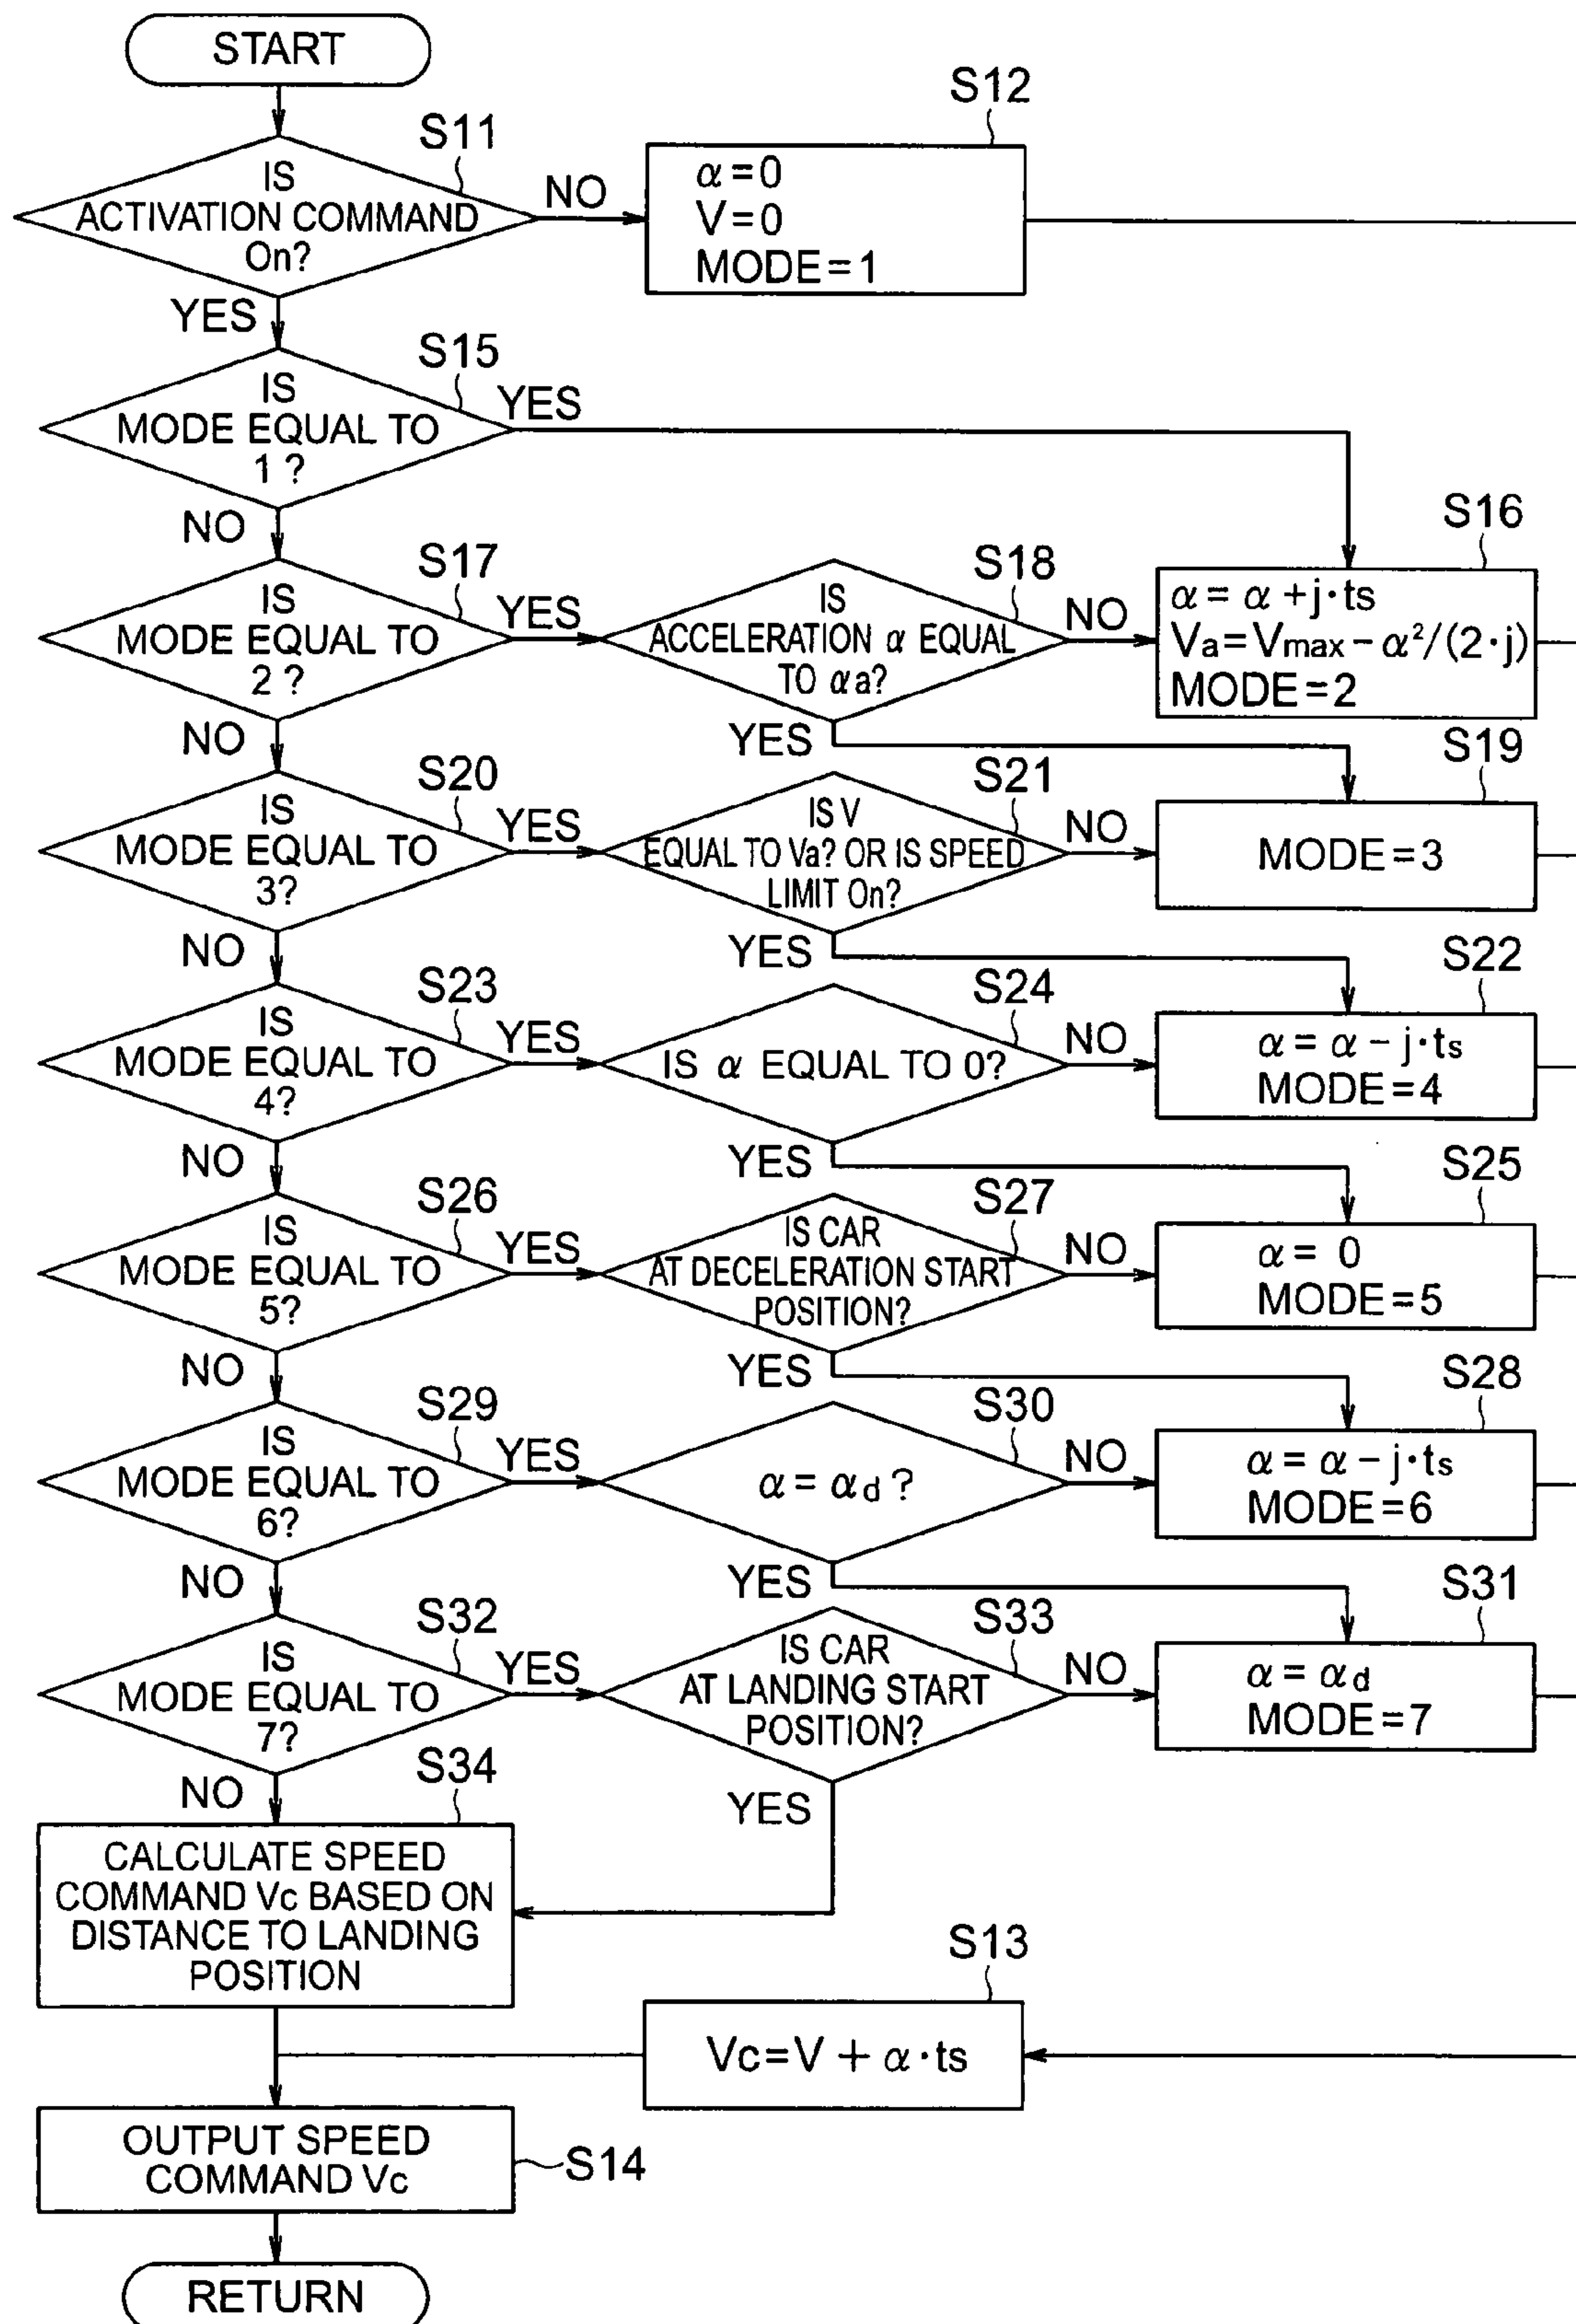 START
S11
IS
ACTIVATION COMMAND
On?
NO
YES
S12
α=0
V=0
MODE=1
S15
IS
MODE EQUAL TO
1 ?
YES
NO
S17
IS
MODE EQUAL TO
2 ?
YES
NO
S18
IS
ACCELERATION α EQUAL
TO αa?
NO
YES
S16
α= α +j·ts
Va=Vmax-α²/(2·j)
MODE=2
S20
IS
MODE EQUAL TO
3?
YES
NO
S21
IS V
EQUAL TO Va? OR IS SPEED
LIMIT On?
NO
YES
S19
MODE=3
S23
IS
MODE EQUAL TO
4?
YES
NO
S24
IS α EQUAL TO 0?
NO
YES
S22
α= α - j·ts
MODE=4
S26
IS
MODE EQUAL TO
5?
YES
NO
S27
IS CAR
AT DECELERATION START
POSITION?
NO
YES
S25
α= 0
MODE=5
S29
IS
MODE EQUAL TO
6?
YES
NO
S30
α= αd ?
NO
YES
S28
α= α - j·ts
MODE=6
S32
IS
MODE EQUAL TO
7?
YES
NO
S33
IS CAR
AT LANDING START
POSITION?
NO
YES
S31
α= αd
MODE=7
S34
CALCULATE SPEED
COMMAND Vc BASED ON
DISTANCE TO LANDING
POSITION
S13
Vc=V + α·ts
OUTPUT SPEED
COMMAND Vc
S14
RETURN